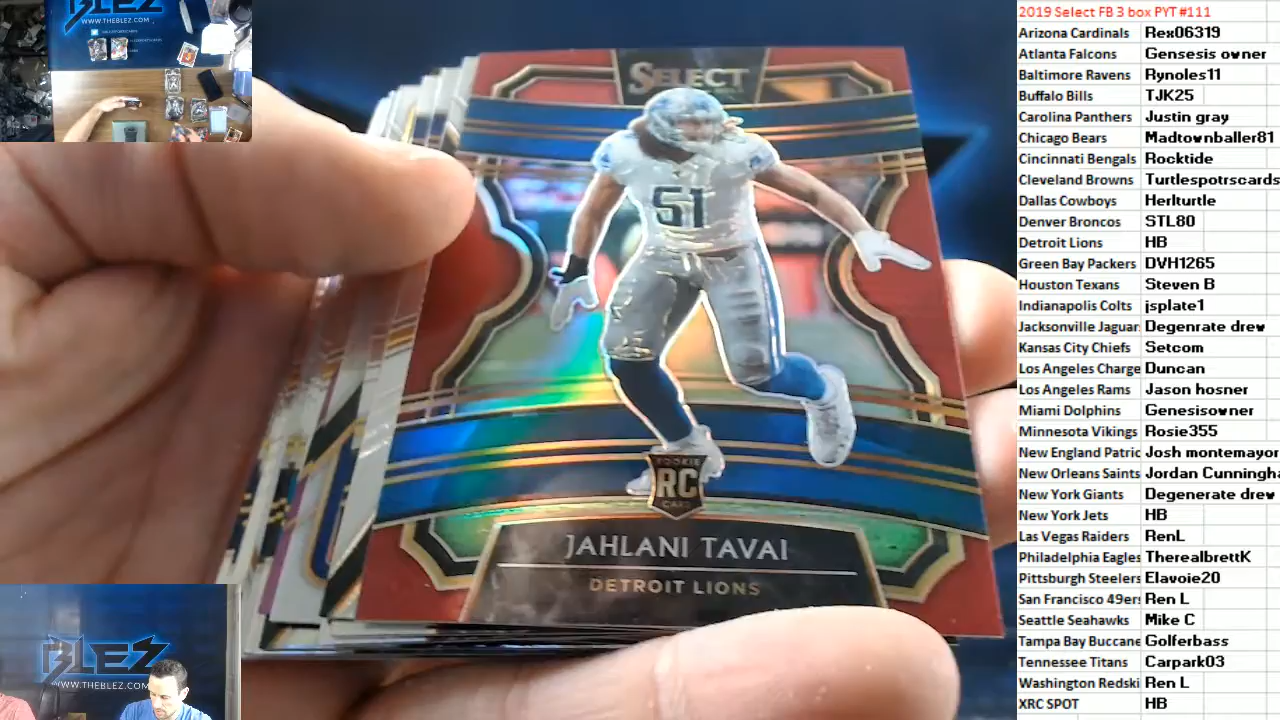 WWW.THEBLEZ.COM
SELECT
51
ROOKIE
RC
CARD
JAHLANI TAVAI
DETROIT LIONS
BLEZ
WWW.THEBLEZ.COM
2019 Select FB 3 box PYT #111
Arizona Cardinals Rex06319
Atlanta Falcons Gensesis owner
Baltimore Ravens Rynoles11
Buffalo Bills TJK25
Carolina Panthers Justin gray
Chicago Bears Madtownballer81
Cincinnati Bengals Rocktide
Cleveland Browns Turtlespotrscards
Dallas Cowboys Herlturtle
Denver Broncos STL80
Detroit Lions HB
Green Bay Packers DVH1265
Houston Texans Steven B
Indianapolis Colts jsplate1
Jacksonville Jaguar Degenrate drew
Kansas City Chiefs Setcom
Los Angeles Charge Duncan
Los Angeles Rams Jason hosner
Miami Dolphins Genesisowner
Minnesota Vikings Rosie355
New England Patric Josh montemayor
New Orleans Saints Jordan Cunningha
New York Giants Degenerate drew
New York Jets HB
Las Vegas Raiders RenL
Philadelphia Eagles TherealbrettK
Pittsburgh Steelers Elavoie20
San Francisco 49ers Ren L
Seattle Seahawks Mike C
Tampa Bay Buccane Golferbass
Tennessee Titans Carpark03
Washington Redski Ren L
XRC SPOT HB